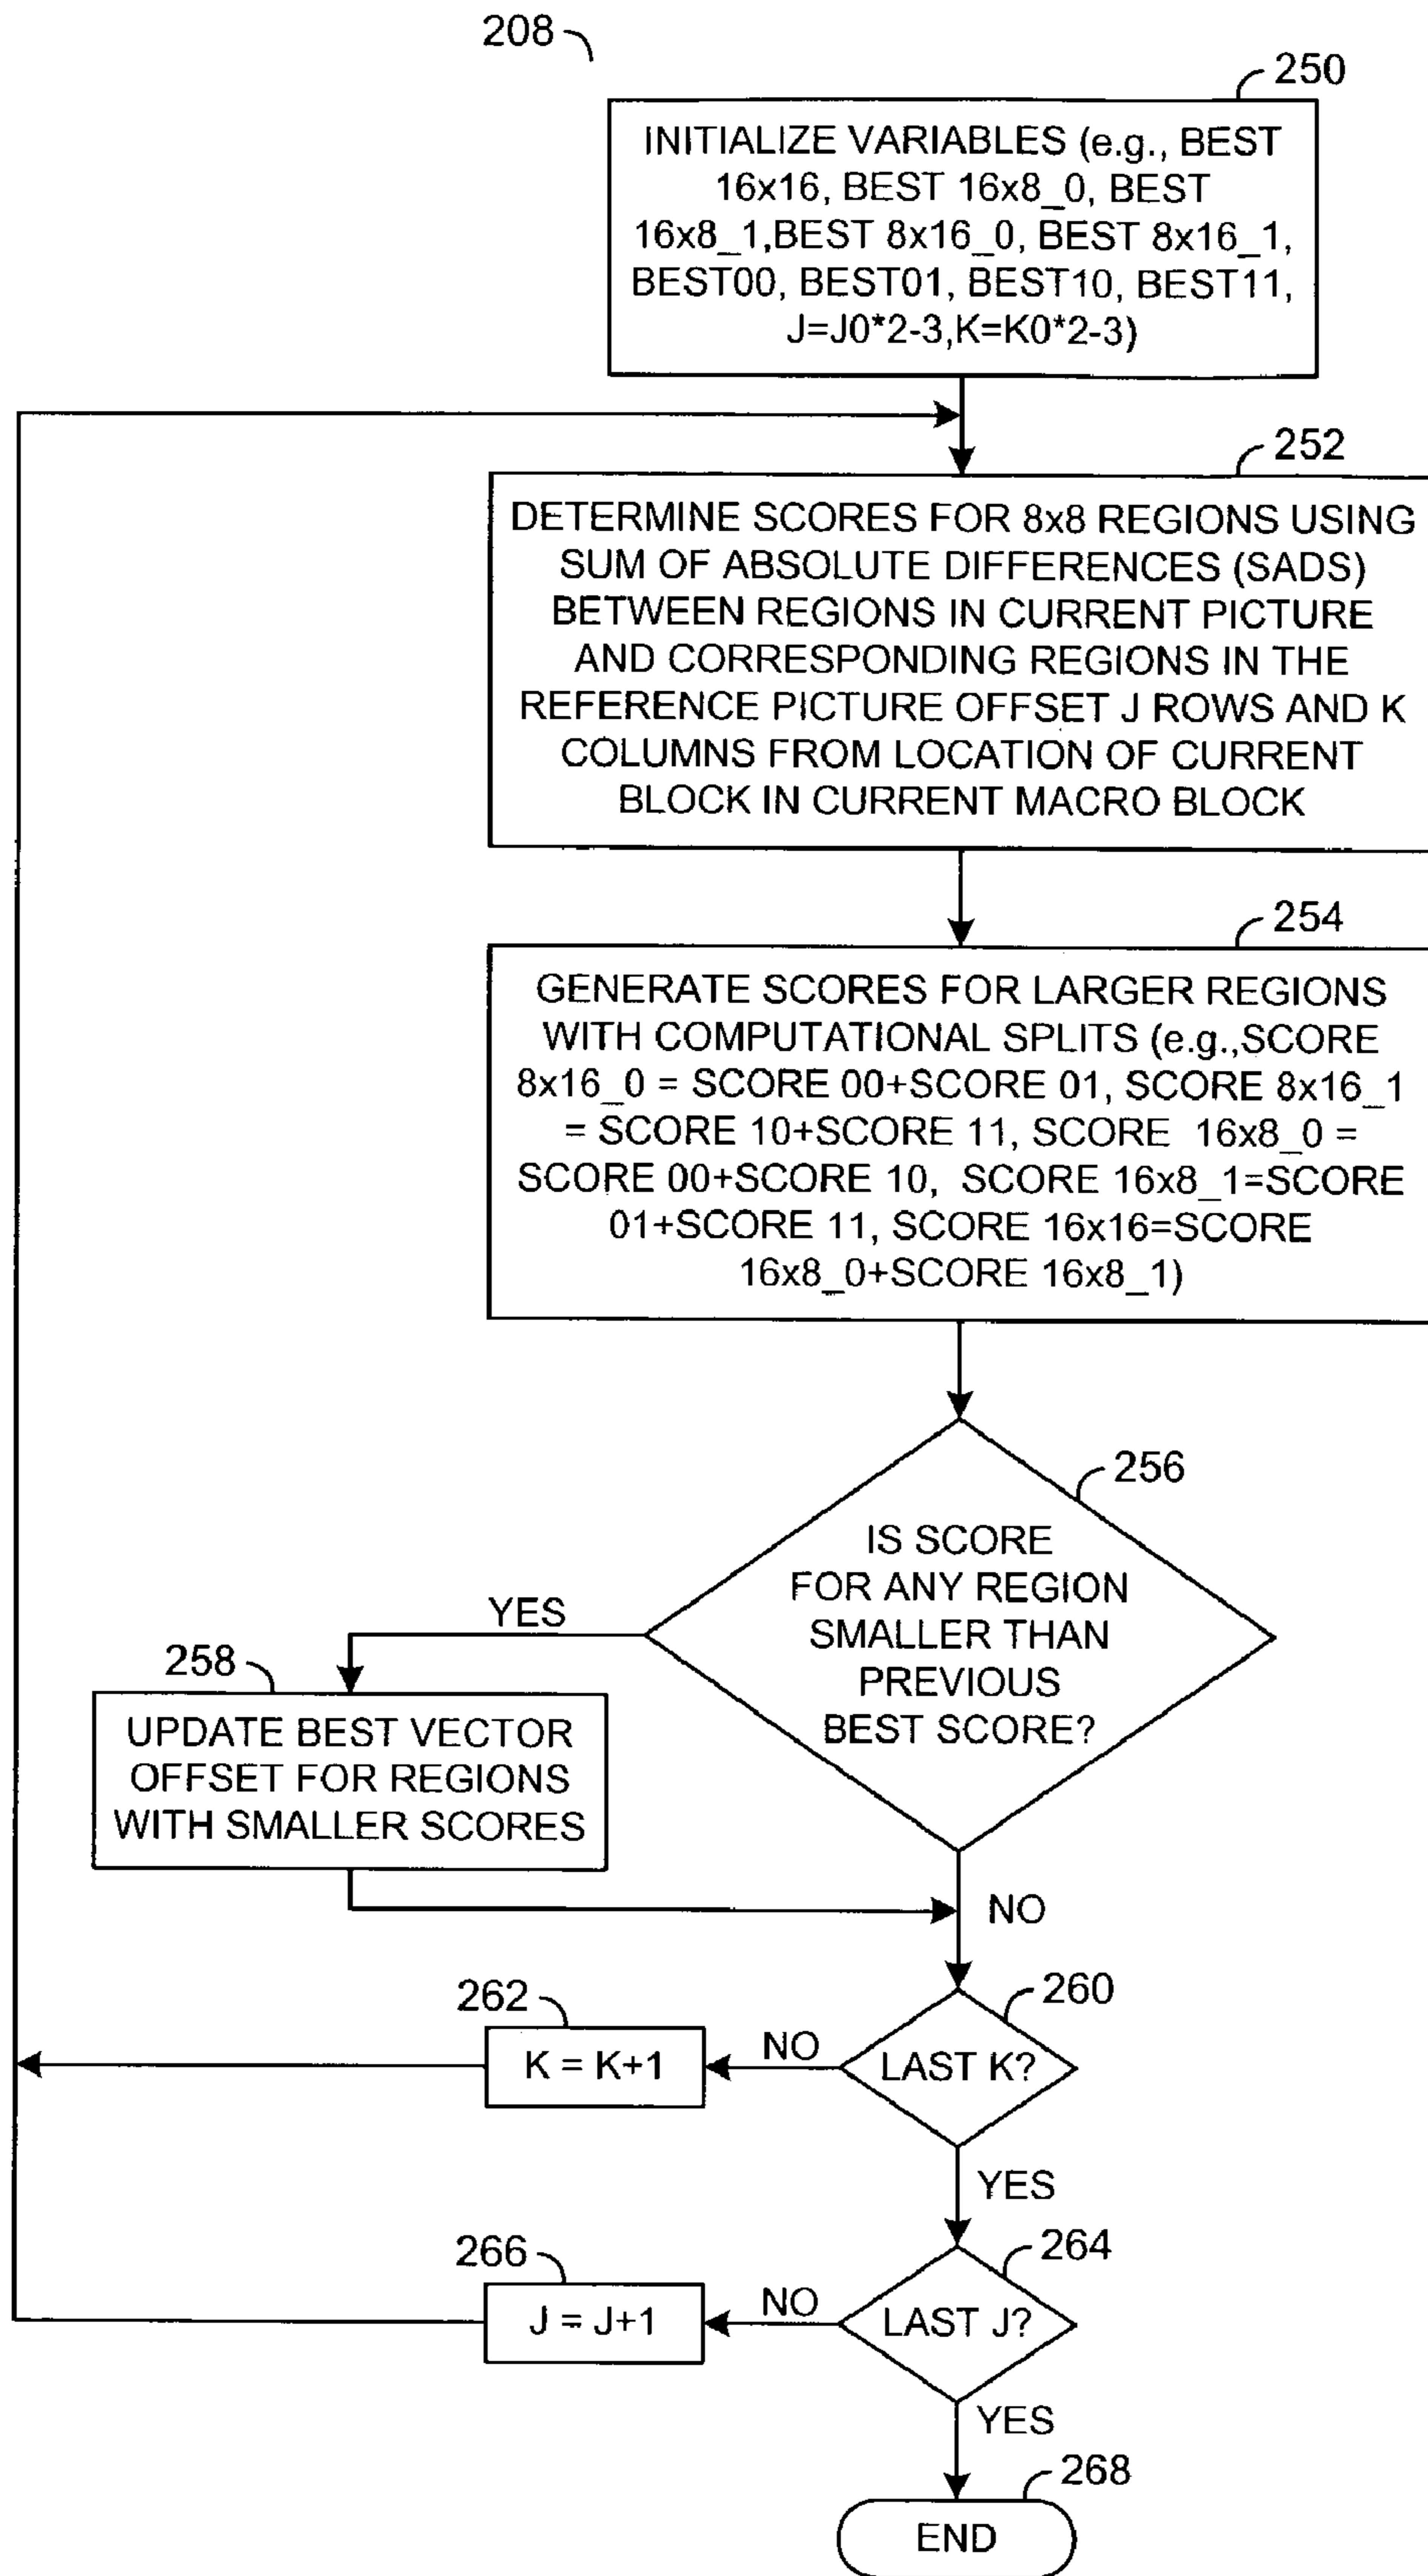 208
250
INITIALIZE VARIABLES (e.g., BEST
16x16, BEST 16x8_0, BEST
16x8_1,BEST 8x16_0, BEST 8x16_1,
BEST00, BEST01, BEST10, BEST11,
J=J0*2-3,K=K0*2-3)
252
DETERMINE SCORES FOR 8x8 REGIONS USING
SUM OF ABSOLUTE DIFFERENCES (SADS)
BETWEEN REGIONS IN CURRENT PICTURE
AND CORRESPONDING REGIONS IN THE
REFERENCE PICTURE OFFSET J ROWS AND K
COLUMNS FROM LOCATION OF CURRENT
BLOCK IN CURRENT MACRO BLOCK
254
GENERATE SCORES FOR LARGER REGIONS
WITH COMPUTATIONAL SPLITS (e.g.,SCORE
8x16_0 = SCORE 00+SCORE 01, SCORE 8x16_1
= SCORE 10+SCORE 11, SCORE 16x8_0 =
SCORE 00+SCORE 10, SCORE 16x8_1=SCORE
01+SCORE 11, SCORE 16x16=SCORE
16x8_0+SCORE 16x8_1)
256
IS SCORE
FOR ANY REGION
SMALLER THAN
PREVIOUS
BEST SCORE?
YES
258
UPDATE BEST VECTOR
OFFSET FOR REGIONS
WITH SMALLER SCORES
NO
260
LAST K?
NO
262
K = K+1
YES
264
LAST J?
NO
266
J = J+1
YES
268
END